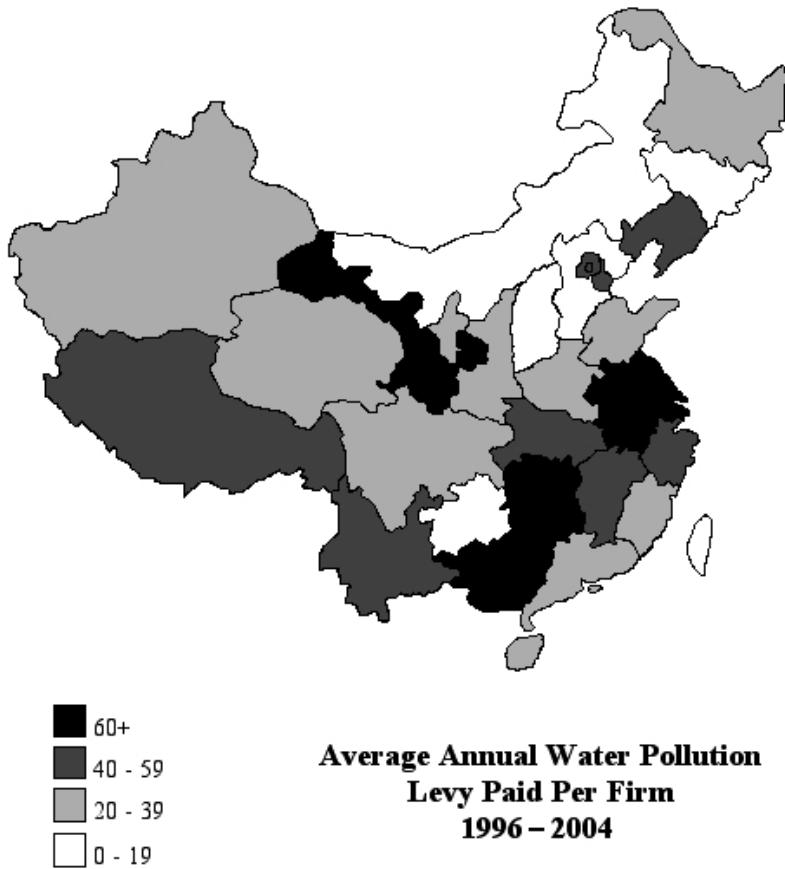 60+
40 - 59
20 - 39
0 - 19
Average Annual Water Pollution
Levy Paid Per Firm
1996 – 2004